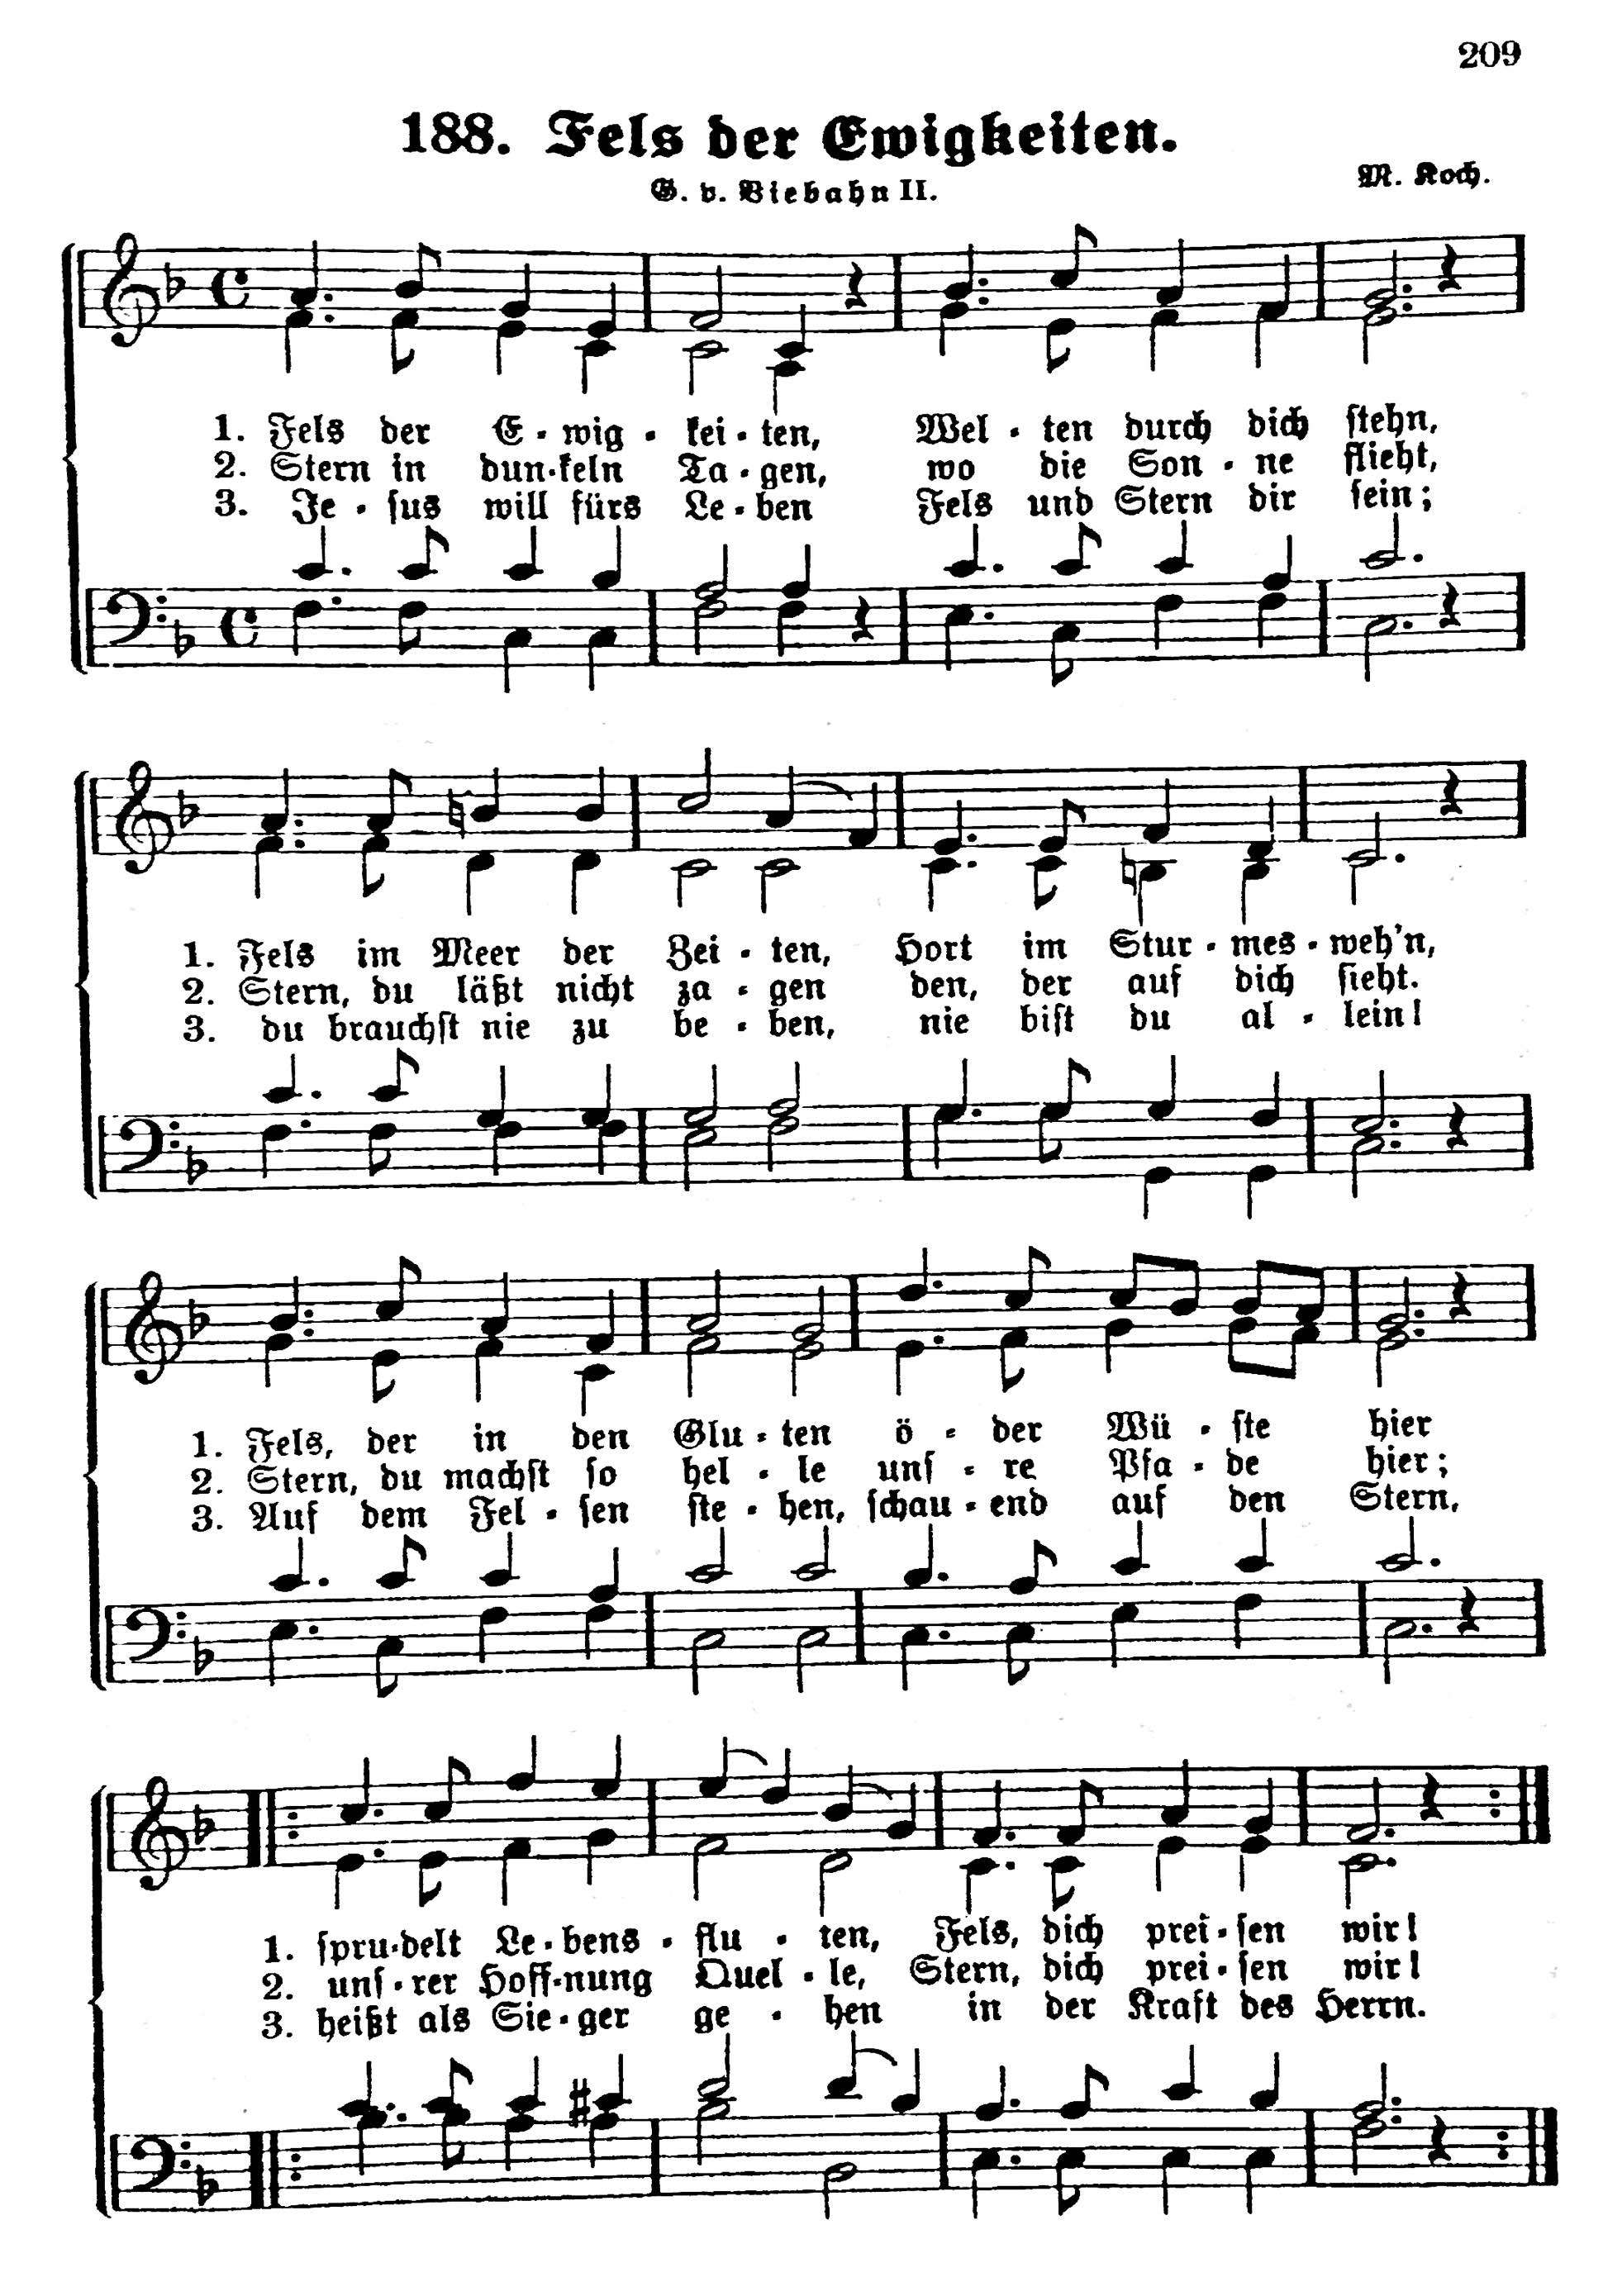 209
188. Fels der Ewigkeiten.
G. v. Viebahn II.
M. Koch.
1. Fels der E-wig-kei-ten, Wel-ten durch dich stehn,
2. Stern in dun-keln Ta-gen, wo die Son-ne flieht,
3. Je-sus will fürs Le-ben Fels und Stern dir sein;
1. Fels im Meer der Zei-ten, Hort im Stur-mes-weh'n,
2. Stern, du läßt nicht za-gen den, der auf dich sieht.
3. du brauchst nie zu be-ben, nie bist du al-lein!
1. Fels, der in den Glu-ten ö-der Wü-ste hier
2. Stern, du machst so hel-le uns-re Pfa-de hier;
3. Auf dem Fel-sen ste-hen, schau-end auf den Stern,
1. spru-delt Le-bens-flu-ten, Fels, dich prei-sen wir!
2. uns-rer Hoff-nung Quel-le, Stern, dich prei-sen wir!
3. heißt als Sie-ger ge-hen in der Kraft des Herrn.